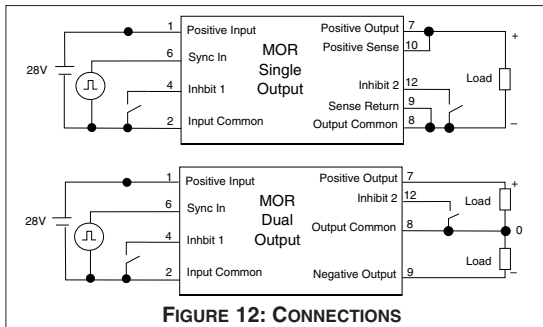 1 Positive Input
6 Sync In
28V
4 Inhbit 1
2 Input Common
MOR
Single
Output
Positive Output 7
Positive Sense 10
Inhibit 2 12
Sense Return 9
Output Common 8
+
Load
–
1 Positive Input
6 Sync In
28V
4 Inhbit 1
2 Input Common
MOR
Dual
Output
Positive Output 7
Inhibit 2 12
Output Common 8
Negative Output 9
+
Load
0
Load
–
FIGURE 12: CONNECTIONS